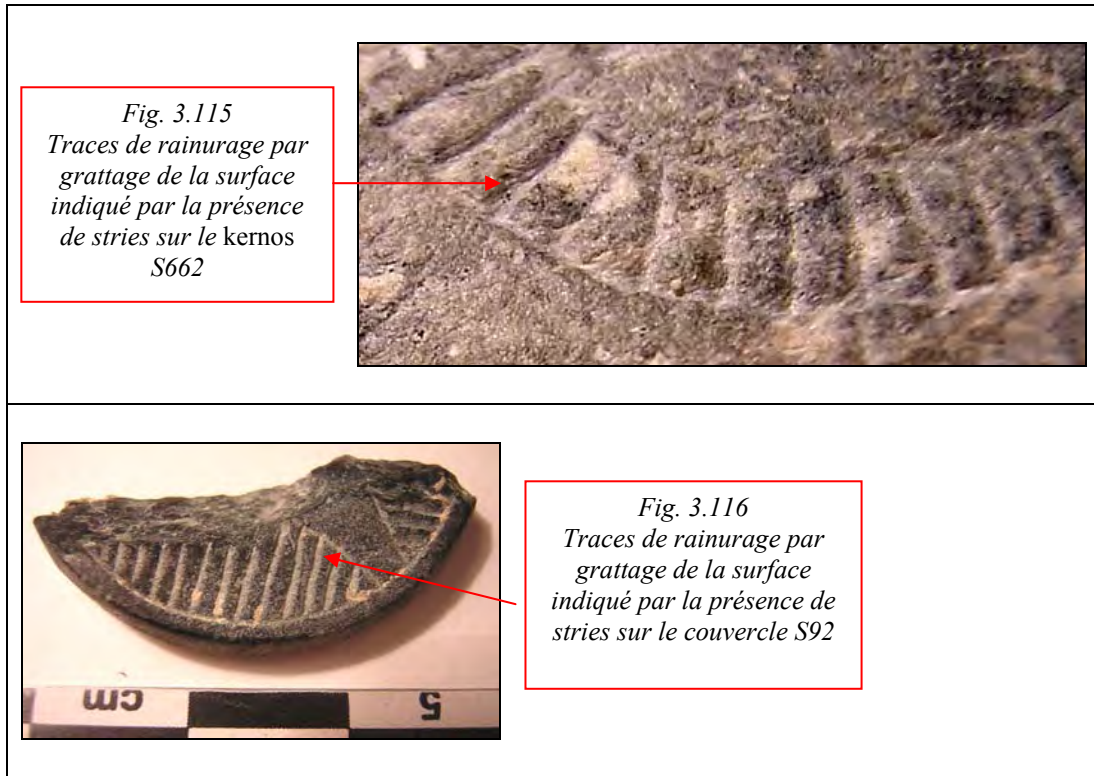 Fig. 3.115
Traces de rainurage par
grattage de la surface
indiqué par la présence
de stries sur le kernos
S662
Fig. 3.116
Traces de rainurage par
grattage de la surface
indiqué par la présence de
stries sur le couvercle S92
cm 5